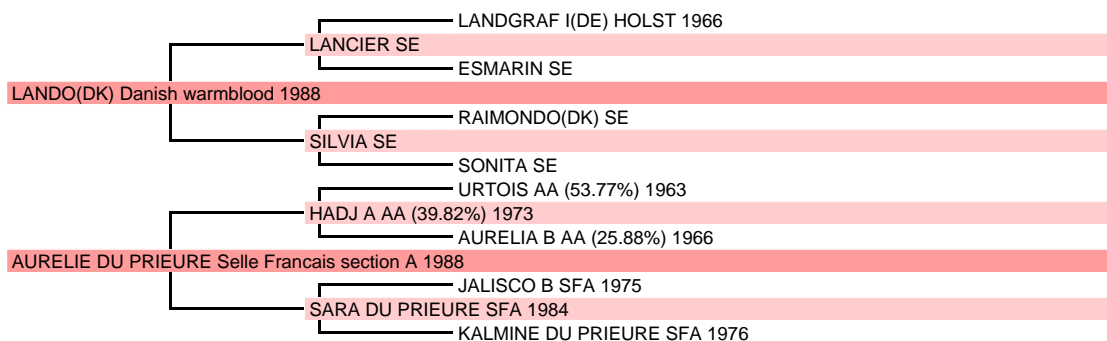 LANDGRAF I(DE) HOLST 1966
LANCIER SE
ESMARIN SE
LANDO(DK) Danish warmblood 1988
RAIMONDO(DK) SE
SILVIA SE
SONITA SE
URTOIS AA (53.77%) 1963
HADJ A AA (39.82%) 1973
AURELIA B AA (25.88%) 1966
AURELIE DU PRIEURE Selle Francais section A 1988
JALISCO B SFA 1975
SARA DU PRIEURE SFA 1984
KALMINE DU PRIEURE SFA 1976